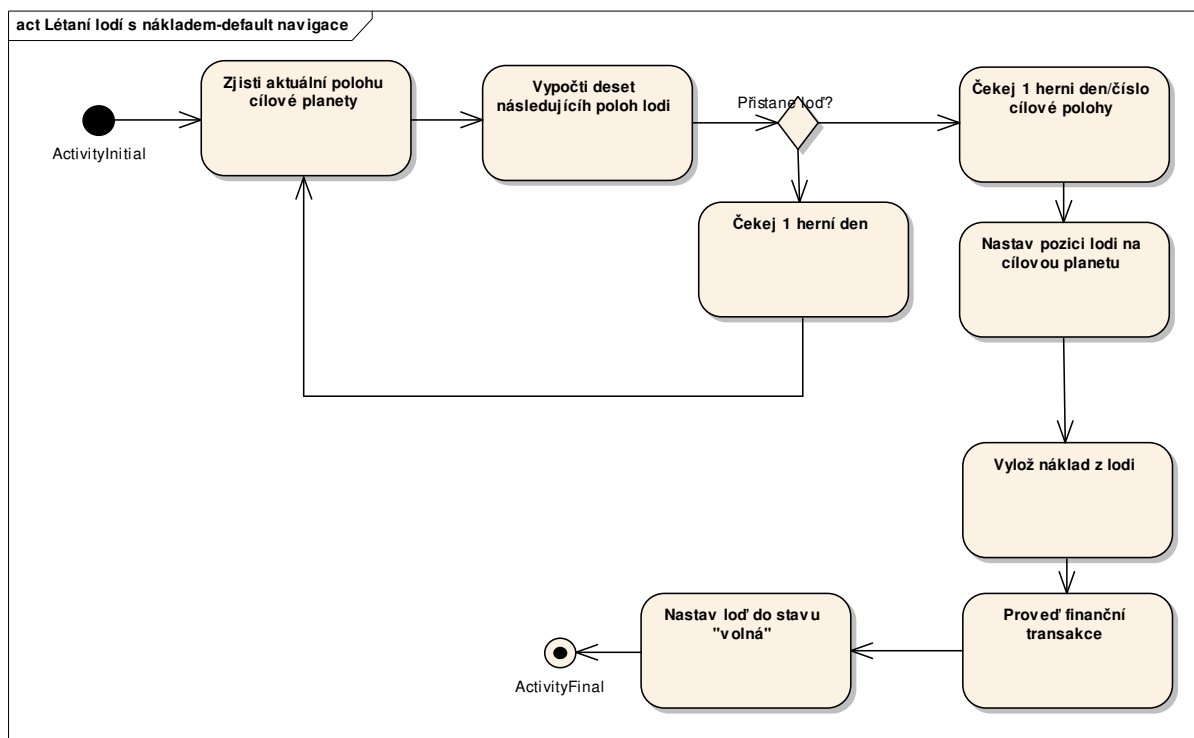 act Létaní lodí s nákladem-default navigace
ActivityInitial
Zjisti aktuální polohu
cílové planety
Vypočti deset
následujícíh poloh lodi
Přistane loď?
Čekej 1 herni den/číslo
cílové polohy
Čekej 1 herní den
Nastav pozici lodi na
cílovou planetu
Vylož náklad z lodi
Proveď finanční
transakce
Nastav loď do stavu
"volná"
ActivityFinal